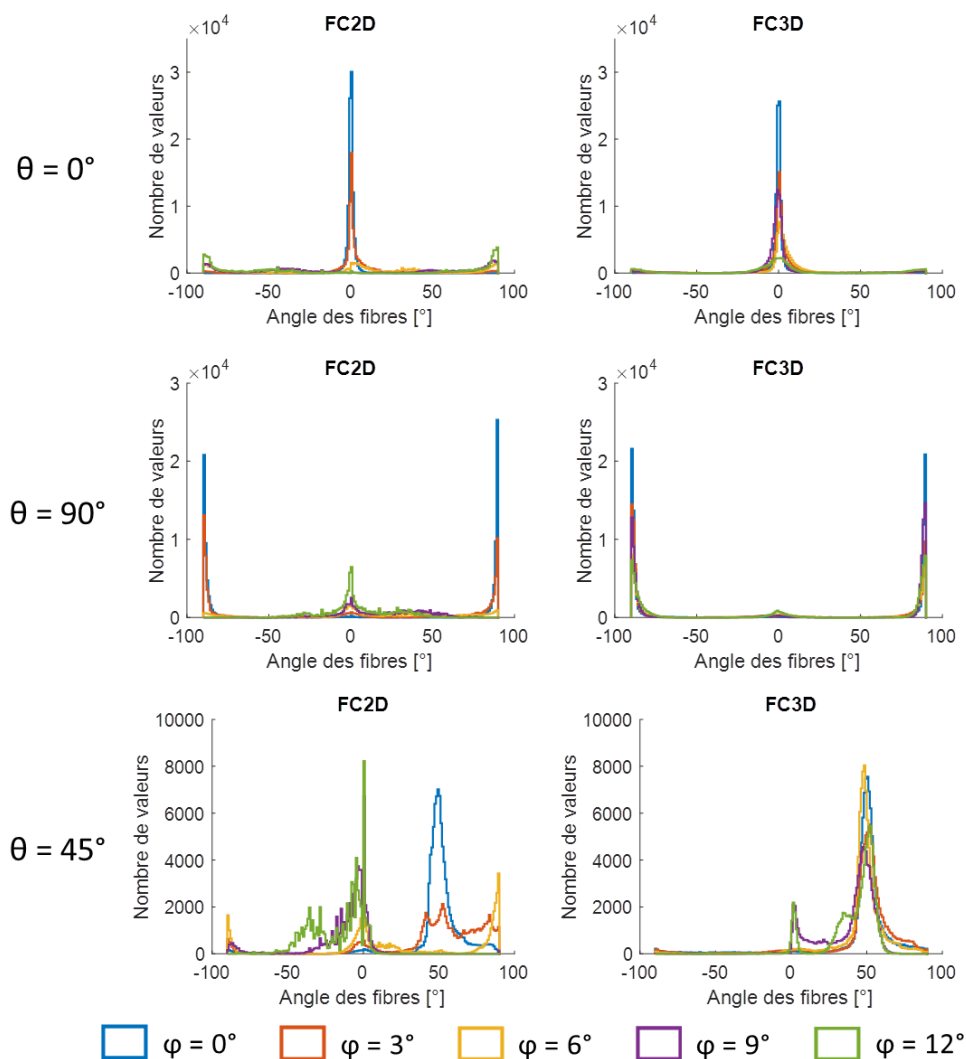 FC2D
FC3D
×10⁴
×10⁴
Nombre de valeurs
Nombre de valeurs
3
2
1
0
3
2
1
0
θ = 0°
-100 -50 0 50 100
-100 -50 0 50 100
Angle des fibres [°]
Angle des fibres [°]
FC2D
FC3D
×10⁴
×10⁴
Nombre de valeurs
Nombre de valeurs
3
2
1
0
3
2
1
0
θ = 90°
-100 -50 0 50 100
-100 -50 0 50 100
Angle des fibres [°]
Angle des fibres [°]
FC2D
FC3D
Nombre de valeurs
Nombre de valeurs
10000
8000
6000
4000
2000
0
10000
8000
6000
4000
2000
0
θ = 45°
-100 -50 0 50 100
-100 -50 0 50 100
Angle des fibres [°]
Angle des fibres [°]
φ = 0° φ = 3° φ = 6° φ = 9° φ = 12°